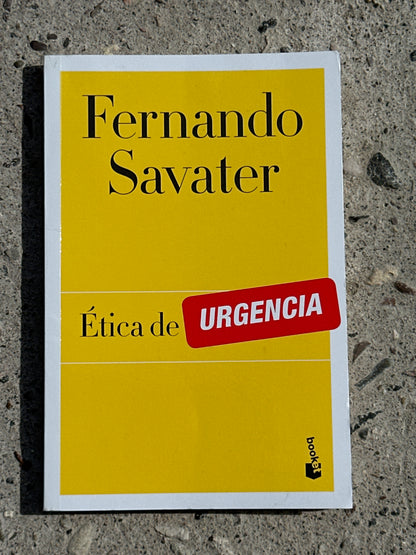 Fernando
Savater
Ética de URGENCIA
booket